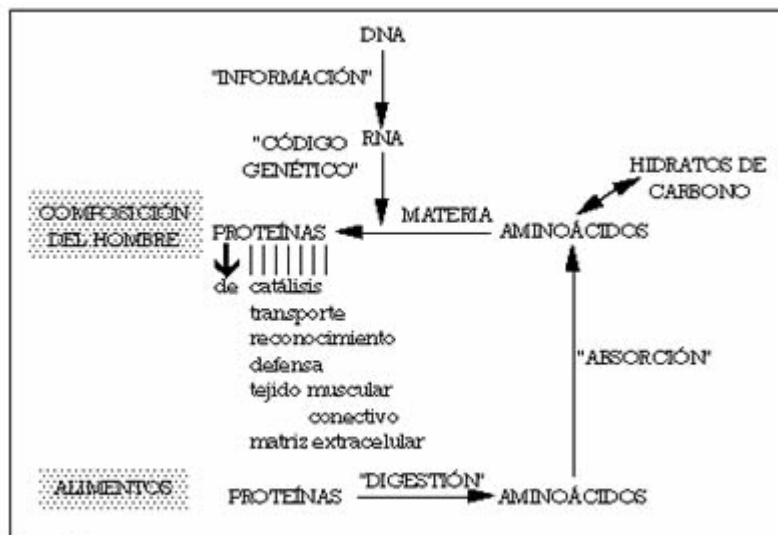 DNA
"INFORMACIÓN"
"CÓDIGO RNA
GENÉTICO"
HIDRATOS DE
CARBONO
COMPOSICIÓN
DEL HOMBRE
PROTEÍNAS
MATERIA
AMINOÁCIDOS
de catálisis
transporte
reconocimiento
defensa
tejido muscular
conectivo
matriz extracelular
"ABSORCIÓN"
ALIMENTOS
PROTEÍNAS
"DIGESTIÓN"
AMINOÁCIDOS